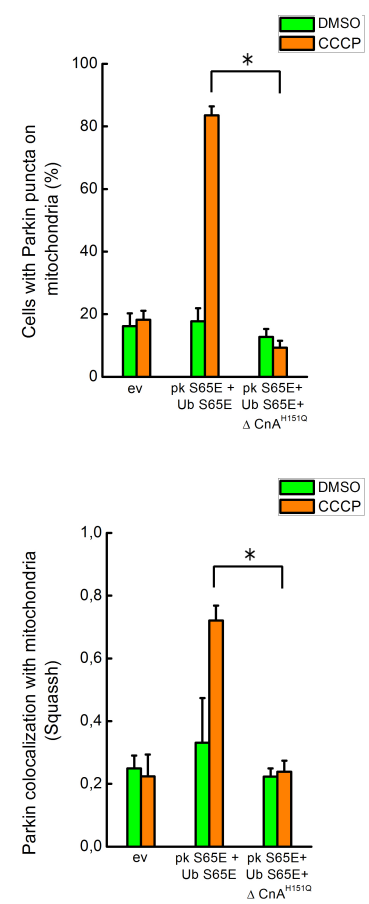 DMSO
CCCP
*
100
80
60
40
20
0
Cells with Parkin puncta on
mitochondria (%)
ev
pk S65E +
Ub S65E
pk S65E+
Ub S65E+
Δ CnA^H151Q
DMSO
CCCP
*
1,0
0,8
0,6
0,4
0,2
0,0
Parkin colocalization with mitochondria
(Squassh)
ev
pk S65E +
Ub S65E
pk S65E+
Ub S65E+
Δ CnA^H151Q